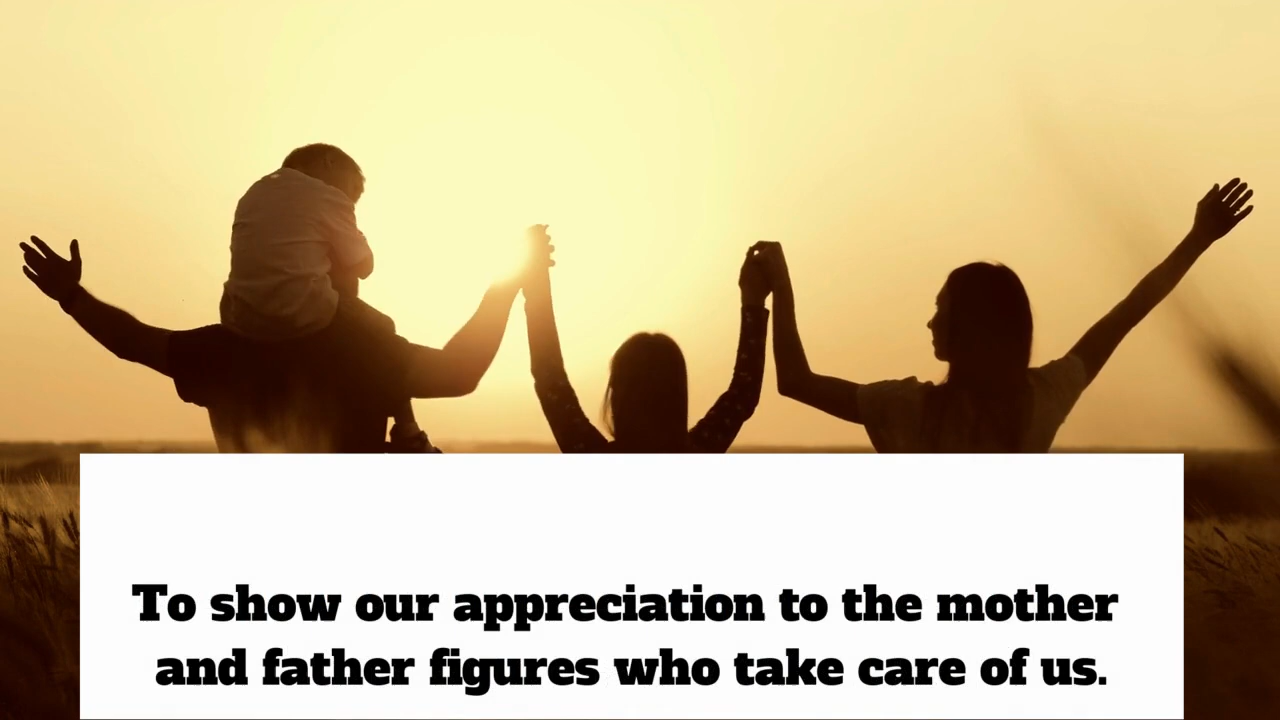 To show our appreciation to the mother
and father figures who take care of us.